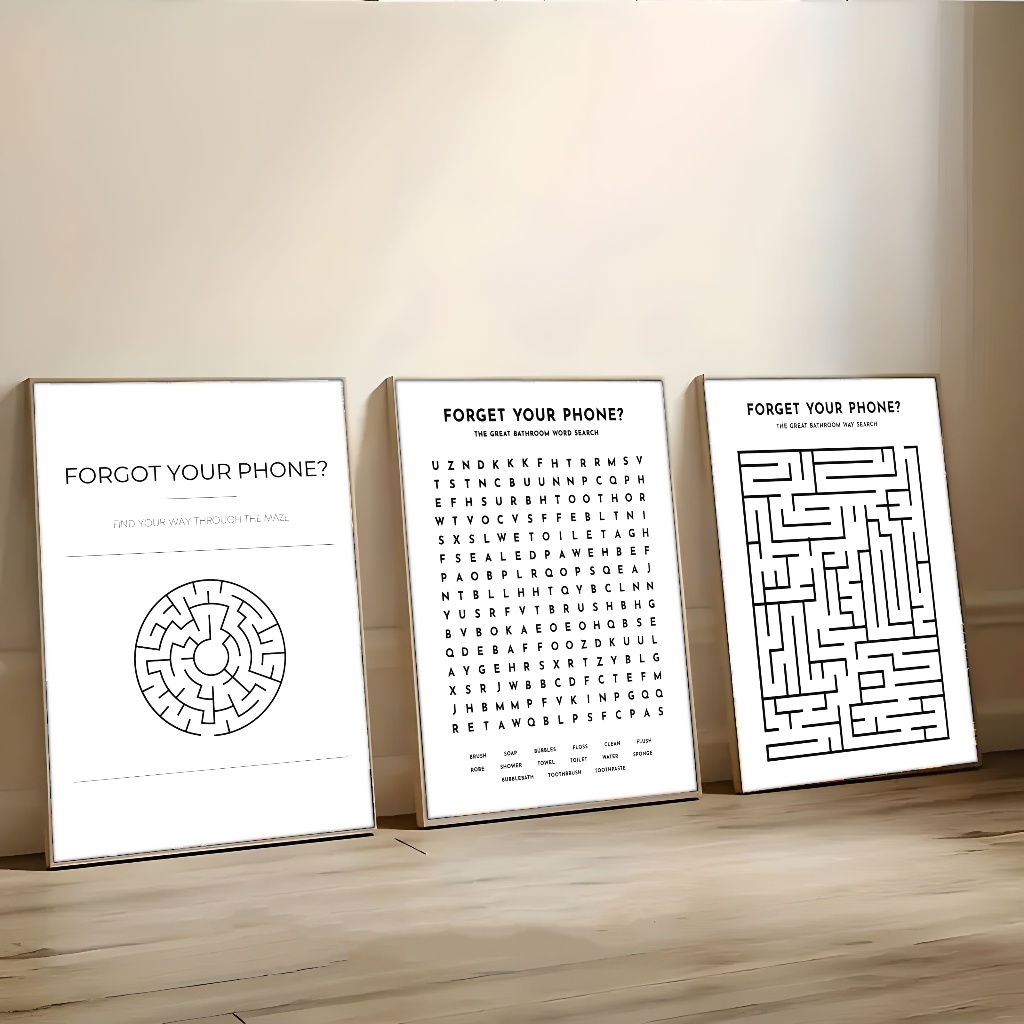 FORGOT YOUR PHONE?
FIND YOUR WAY THROUGH THE MAZE
FORGET YOUR PHONE?
THE GREAT BATHROOM WORD SEARCH
U Z N D K K K F H T R R M S V
T S T N C B U U N N P C Q P H
E F H S U R B H T O O T H O R
W T V O C V S F F E B L T N I
S X S L W E T O I L E T A G H
F S E A L E D P A W E H B E F
P A O B P L R Q O P S Q E A J
N T B L L H H T Q Y B C L N N
Y U S R F V T B R U S H B H G
B V B O K A E O E O H Q B S E
Q D E B A F F O O Z D K U U L
A Y G E H R S X R T Z Y B L G
X S R J W B B C D F C T E F M
J H B M M P F V K I N P G Q Q
R E T A W Q B L P S F C P A S
BRUSH SOAP BUBBLES FLOSS CLEAN FLUSH
ROBE SHOWER TOWEL TOILET WATER SPONGE
BUBBLEBATH TOOTHBRUSH TOOTHPASTE
FORGET YOUR PHONE?
THE GREAT BATHROOM WAY SEARCH